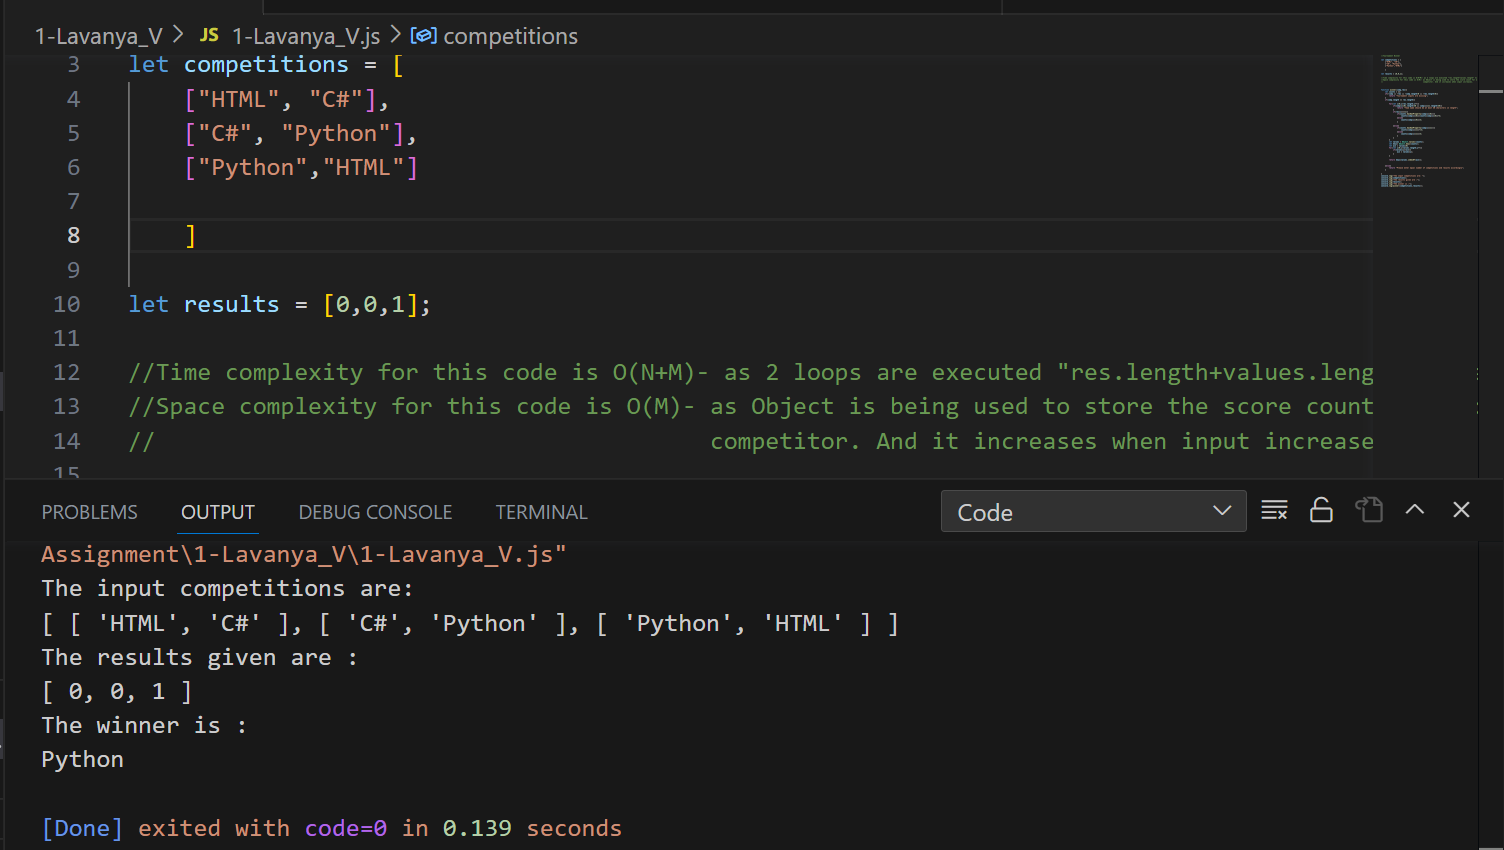 1-Lavanya_V > JS 1-Lavanya_V.js > competitions
3 let competitions = [
4 ["HTML", "C#"],
5 ["C#", "Python"],
6 ["Python","HTML"]
7
8 ]
9
10 let results = [0,0,1];
11
12 //Time complexity for this code is O(N+M)- as 2 loops are executed "res.length+values.leng
13 //Space complexity for this code is O(M)- as Object is being used to store the score count
14 // competitor. And it increases when input increase
15
PROBLEMS OUTPUT DEBUG CONSOLE TERMINAL Code
Assignment\1-Lavanya_V\1-Lavanya_V.js"
The input competitions are:
[ [ 'HTML', 'C#' ], [ 'C#', 'Python' ], [ 'Python', 'HTML' ] ]
The results given are :
[ 0, 0, 1 ]
The winner is :
Python
[Done] exited with code=0 in 0.139 seconds